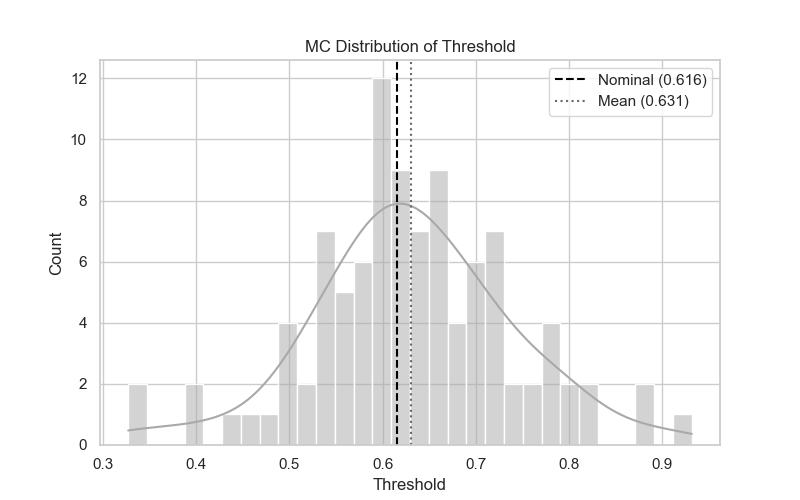 MC Distribution of Threshold
Nominal (0.616)
Mean (0.631)
Count
12
10
8
6
4
2
0
0.3 0.4 0.5 0.6 0.7 0.8 0.9
Threshold